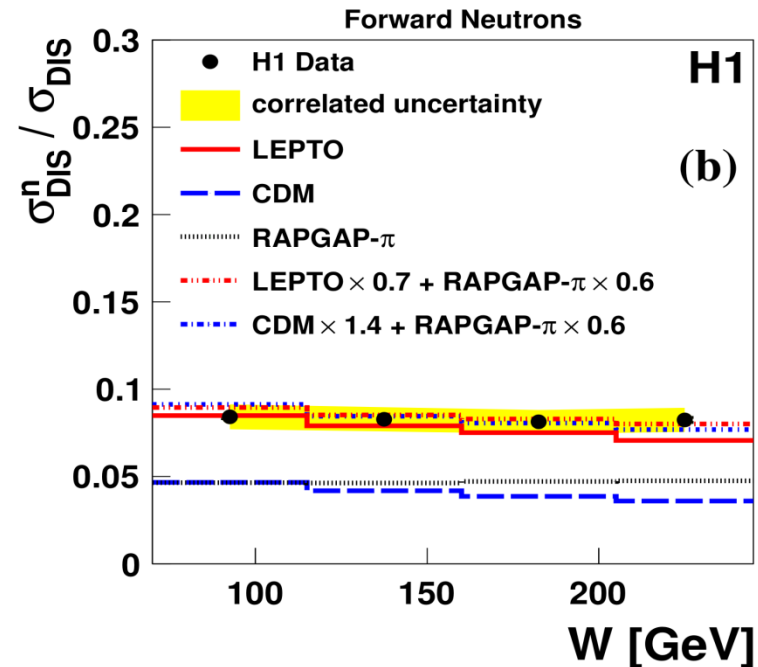 Forward Neutrons
σⁿ_DIS / σ_DIS
0.3
0.25
0.2
0.15
0.1
0.05
0
H1 Data
correlated uncertainty
LEPTO
CDM
RAPGAP-π
LEPTO × 0.7 + RAPGAP-π × 0.6
CDM × 1.4 + RAPGAP-π × 0.6
H1
(b)
100 150 200
W [GeV]